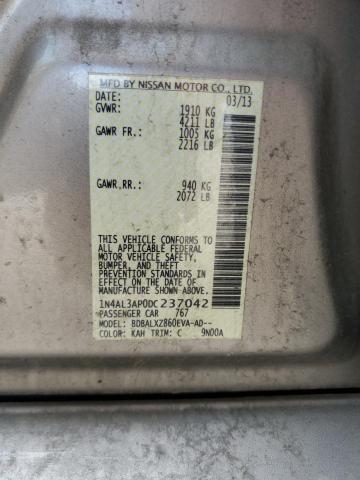 MFD BY NISSAN MOTOR CO., LTD.
DATE: 03/13
GVWR: 1910 KG
4211 LB
GAWR FR.: 1005 KG
2216 LB
GAWR.RR.: 940 KG
2072 LB
THIS VEHICLE CONFORMS TO
ALL APPLICABLE FEDERAL
MOTOR VEHICLE SAFETY,
BUMPER, AND THEFT
PREVENTION STANDARDS
IN EFFECT ON THE DATE
OF MANUFACTURE SHOWN ABOVE.
1N4AL3AP0DC237042
PASSENGER CAR 767
MODEL: BDBALXZ860EVA-AD--
COLOR: KAH TRIM: C 9N00A